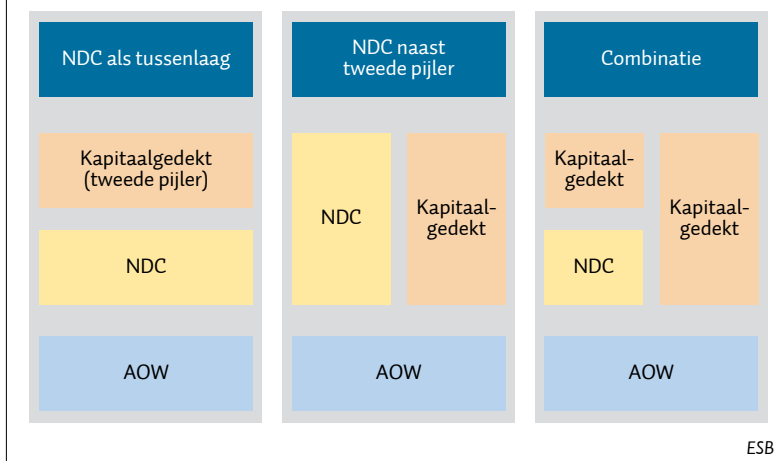 NDC als tussenlaag
Kapitaalgedekt
(tweede pijler)
NDC
AOW
NDC naast
tweede pijler
NDC
Kapitaal-
gedekt
AOW
Combinatie
Kapitaal-
gedekt
NDC
Kapitaal-
gedekt
AOW
ESB